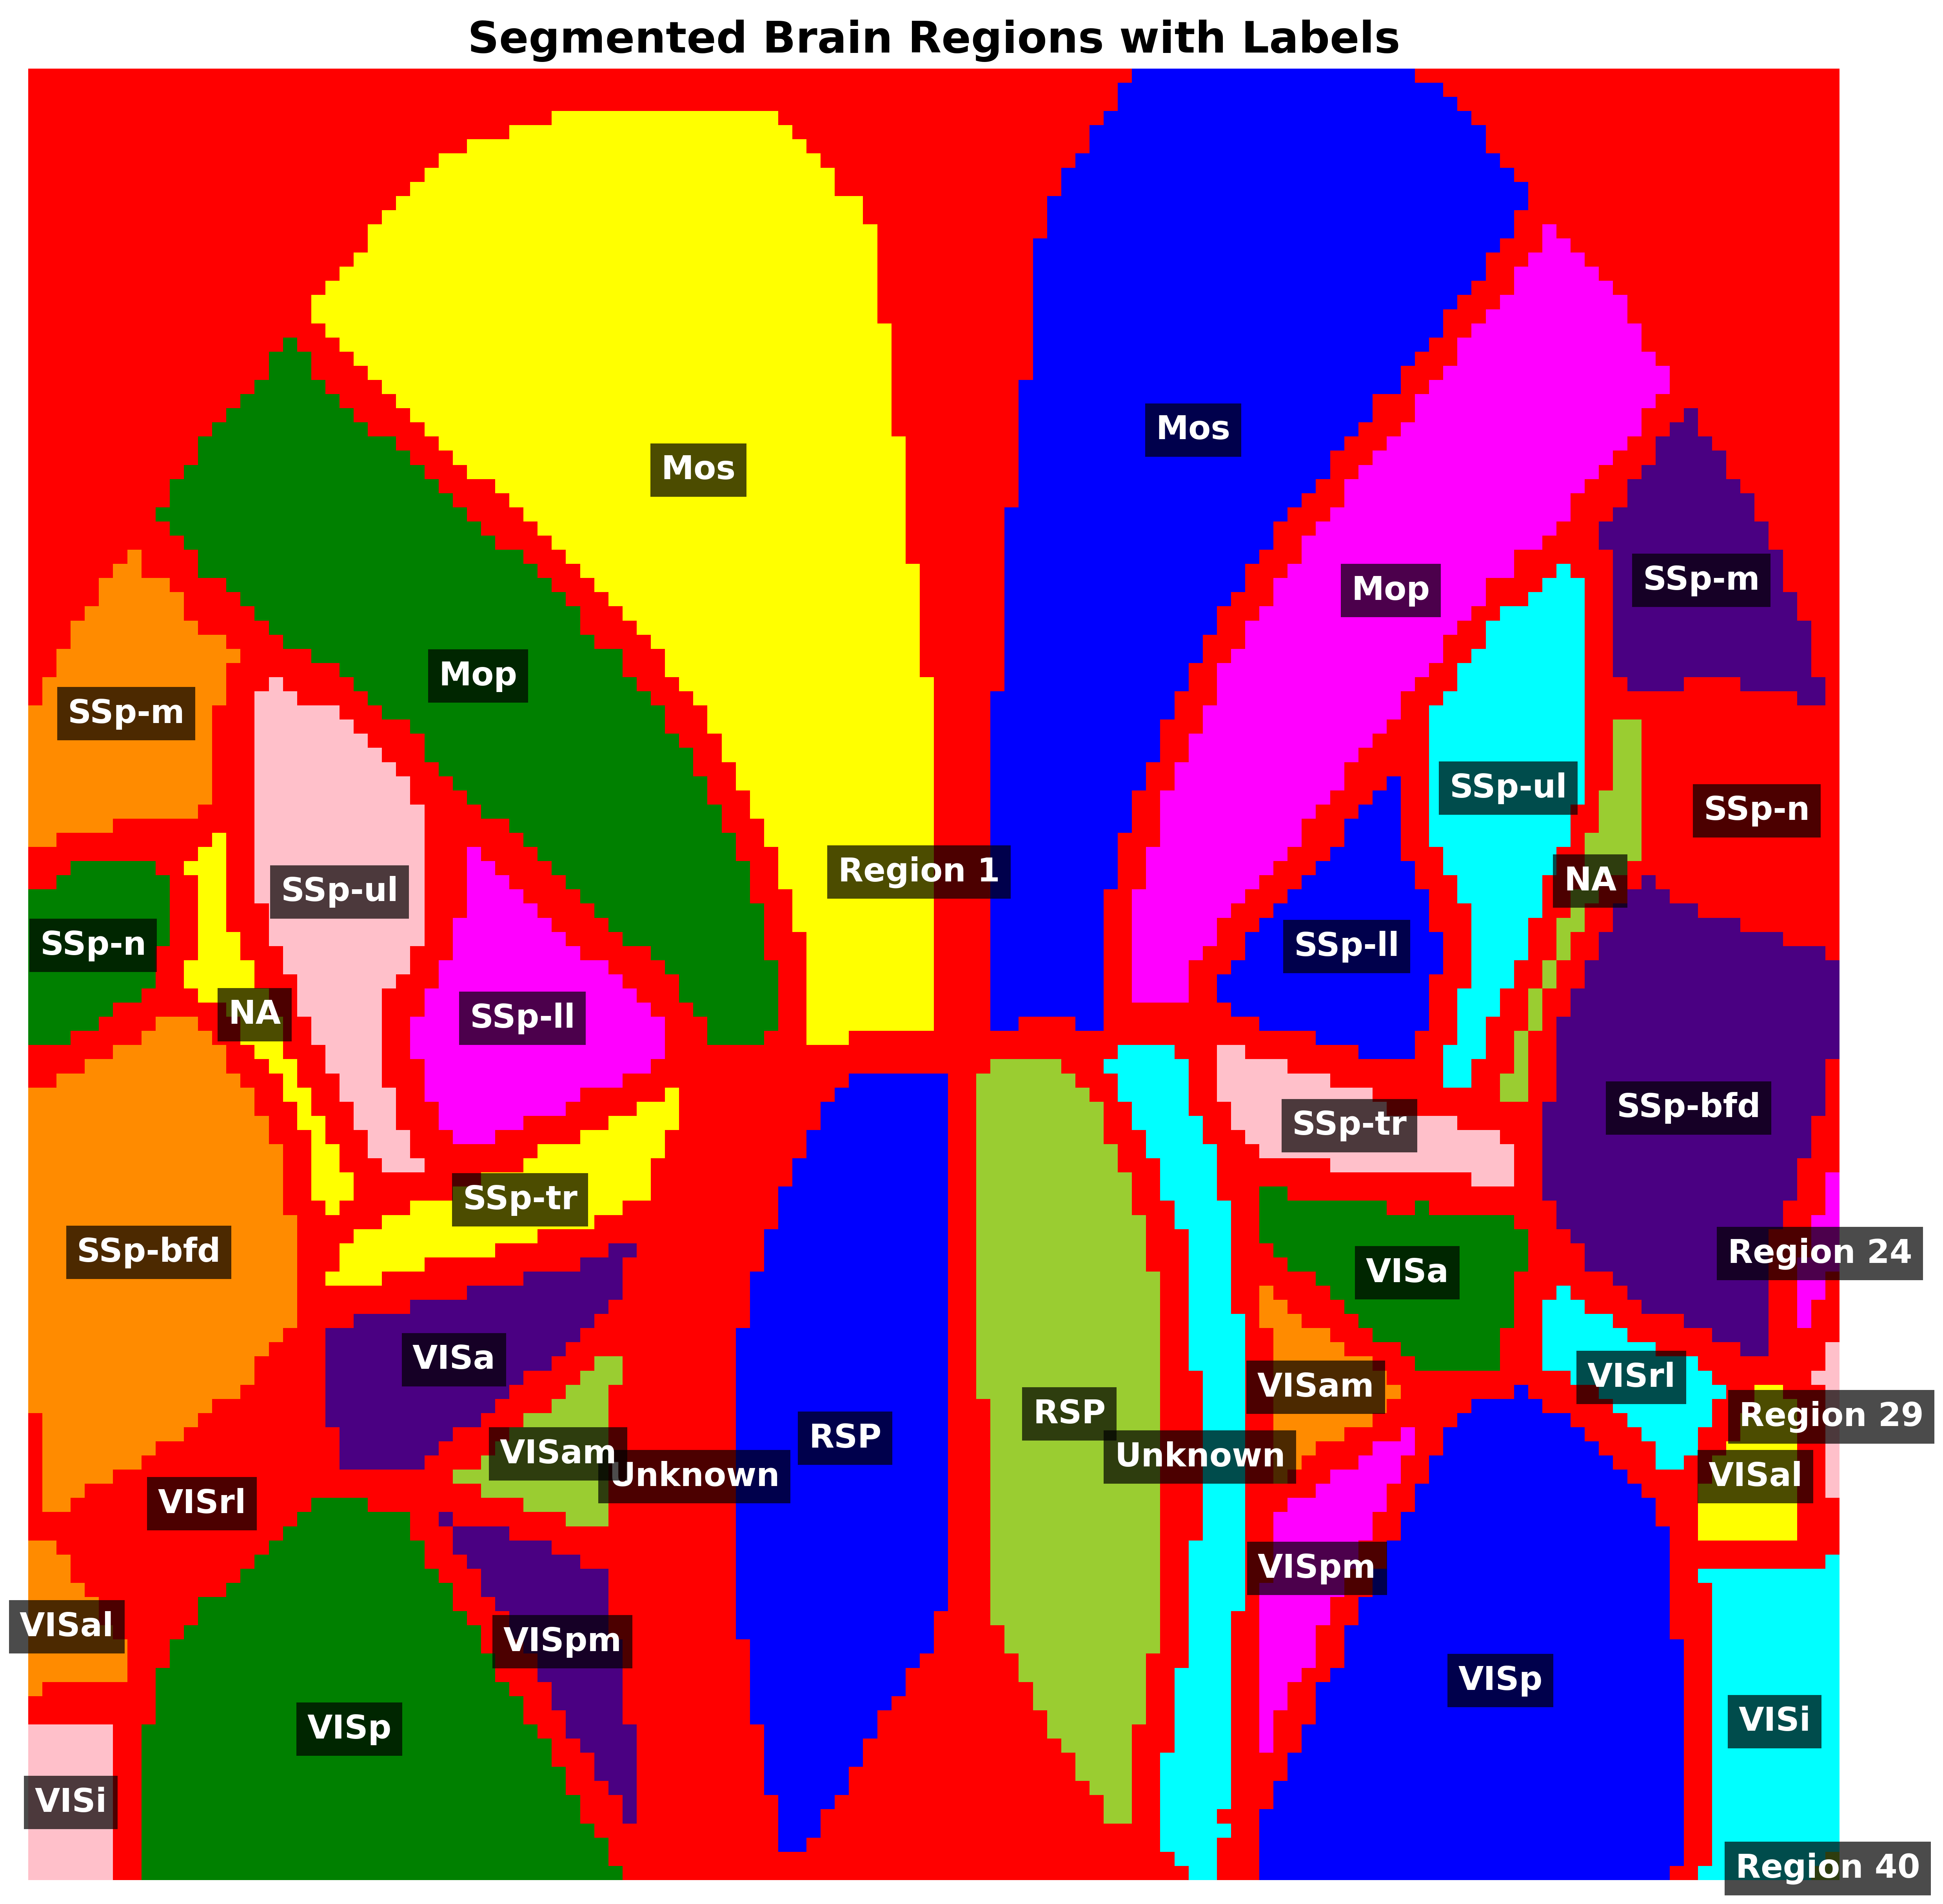 Segmented Brain Regions with Labels
Mos
Mos
SSp-m
Mop
Mop
SSp-m
SSp-ul
SSp-n
Region 1
NA
SSp-ul
SSp-n
SSp-ll
NA
SSp-ll
SSp-bfd
SSp-tr
SSp-tr
SSp-bfd
Region 24
VISa
VISa
VISrl
VISam
RSP
Region 29
RSP
VISam
Unknown
Unknown
VISal
VISrl
VISpm
VISal
VISpm
VISp
VISi
VISp
VISi
Region 40